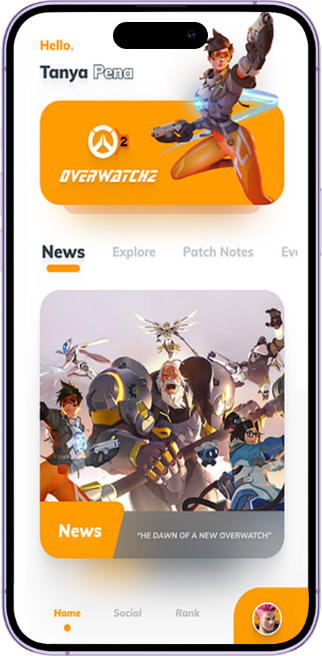 Hello,
Tanya Pena
2
OVERWATCH2
News Explore Patch Notes Eve
News
"HE DAWN OF A NEW OVERWATCH"
Home Social Rank